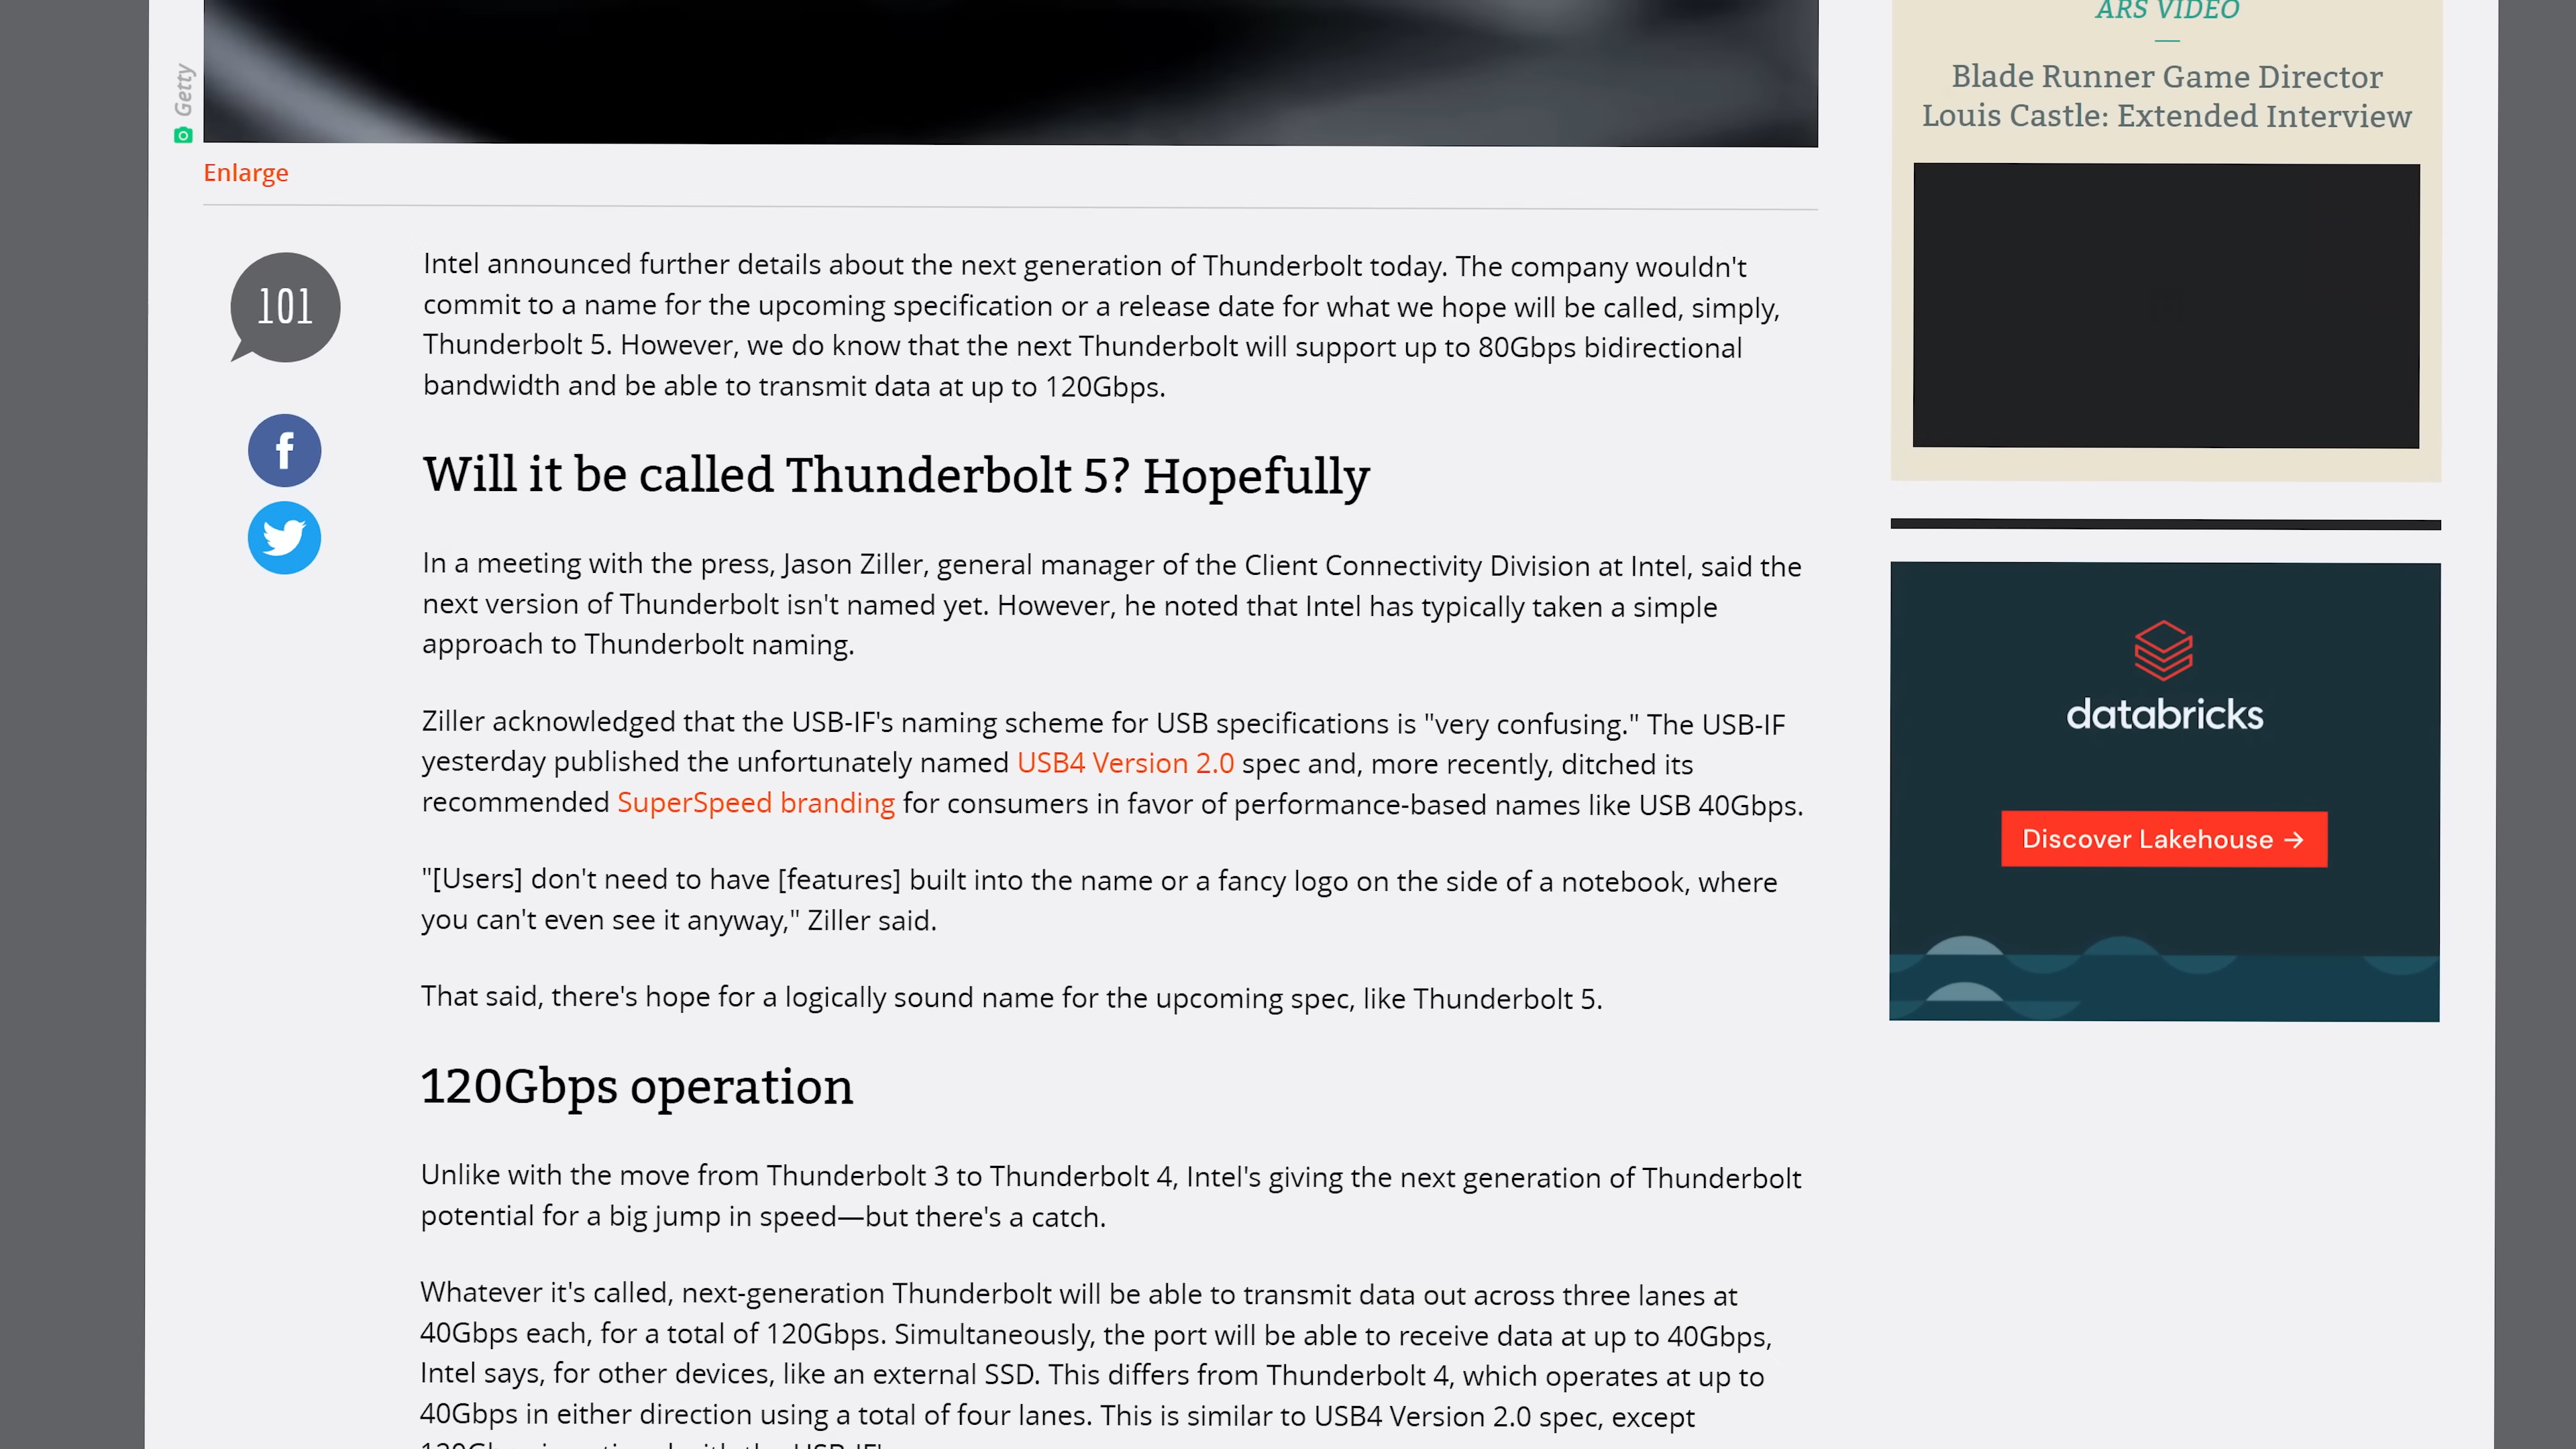 Getty
Enlarge
101
Intel announced further details about the next generation of Thunderbolt today. The company wouldn't
commit to a name for the upcoming specification or a release date for what we hope will be called, simply,
Thunderbolt 5. However, we do know that the next Thunderbolt will support up to 80Gbps bidirectional
bandwidth and be able to transmit data at up to 120Gbps.
Will it be called Thunderbolt 5? Hopefully
In a meeting with the press, Jason Ziller, general manager of the Client Connectivity Division at Intel, said the
next version of Thunderbolt isn't named yet. However, he noted that Intel has typically taken a simple
approach to Thunderbolt naming.
Ziller acknowledged that the USB-IF's naming scheme for USB specifications is "very confusing." The USB-IF
yesterday published the unfortunately named USB4 Version 2.0 spec and, more recently, ditched its
recommended SuperSpeed branding for consumers in favor of performance-based names like USB 40Gbps.
"[Users] don't need to have [features] built into the name or a fancy logo on the side of a notebook, where
you can't even see it anyway," Ziller said.
That said, there's hope for a logically sound name for the upcoming spec, like Thunderbolt 5.
120Gbps operation
Unlike with the move from Thunderbolt 3 to Thunderbolt 4, Intel's giving the next generation of Thunderbolt
potential for a big jump in speed—but there's a catch.
Whatever it's called, next-generation Thunderbolt will be able to transmit data out across three lanes at
40Gbps each, for a total of 120Gbps. Simultaneously, the port will be able to receive data at up to 40Gbps,
Intel says, for other devices, like an external SSD. This differs from Thunderbolt 4, which operates at up to
40Gbps in either direction using a total of four lanes. This is similar to USB4 Version 2.0 spec, except
ARS VIDEO
Blade Runner Game Director
Louis Castle: Extended Interview
databricks
Discover Lakehouse →